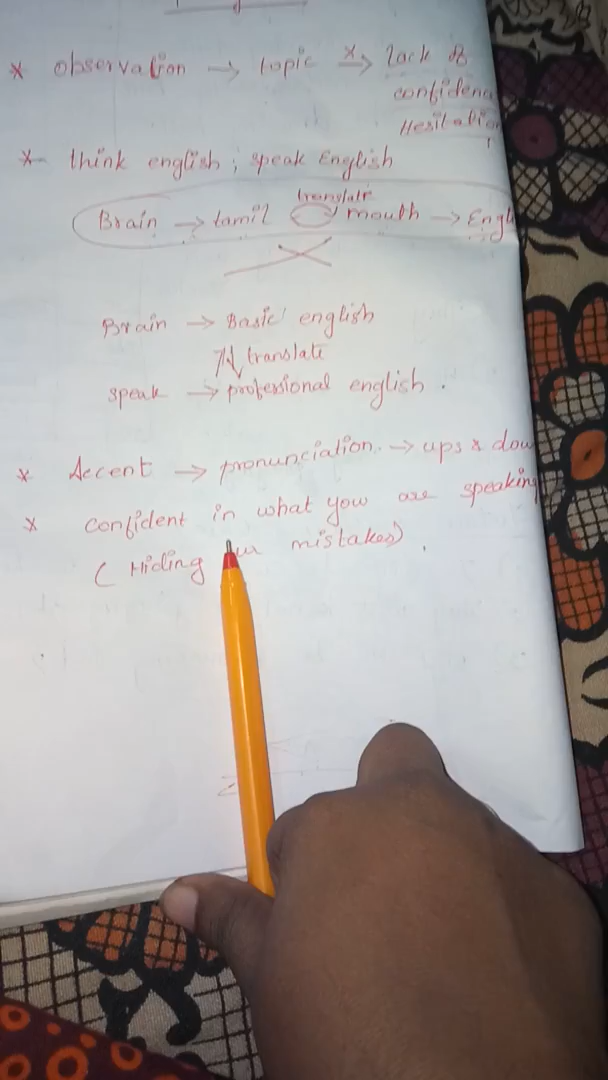 * observation → topic x→ lack of
confidenc
Hesitation
* think english ; speak English
translate
Brain → tamil mouth → Engl
Brain → Basic english
translate
speak → professional english .
* Accent → pronunciation. → ups & dow
* confident in what you are speaking
( Hiding mistakes) .